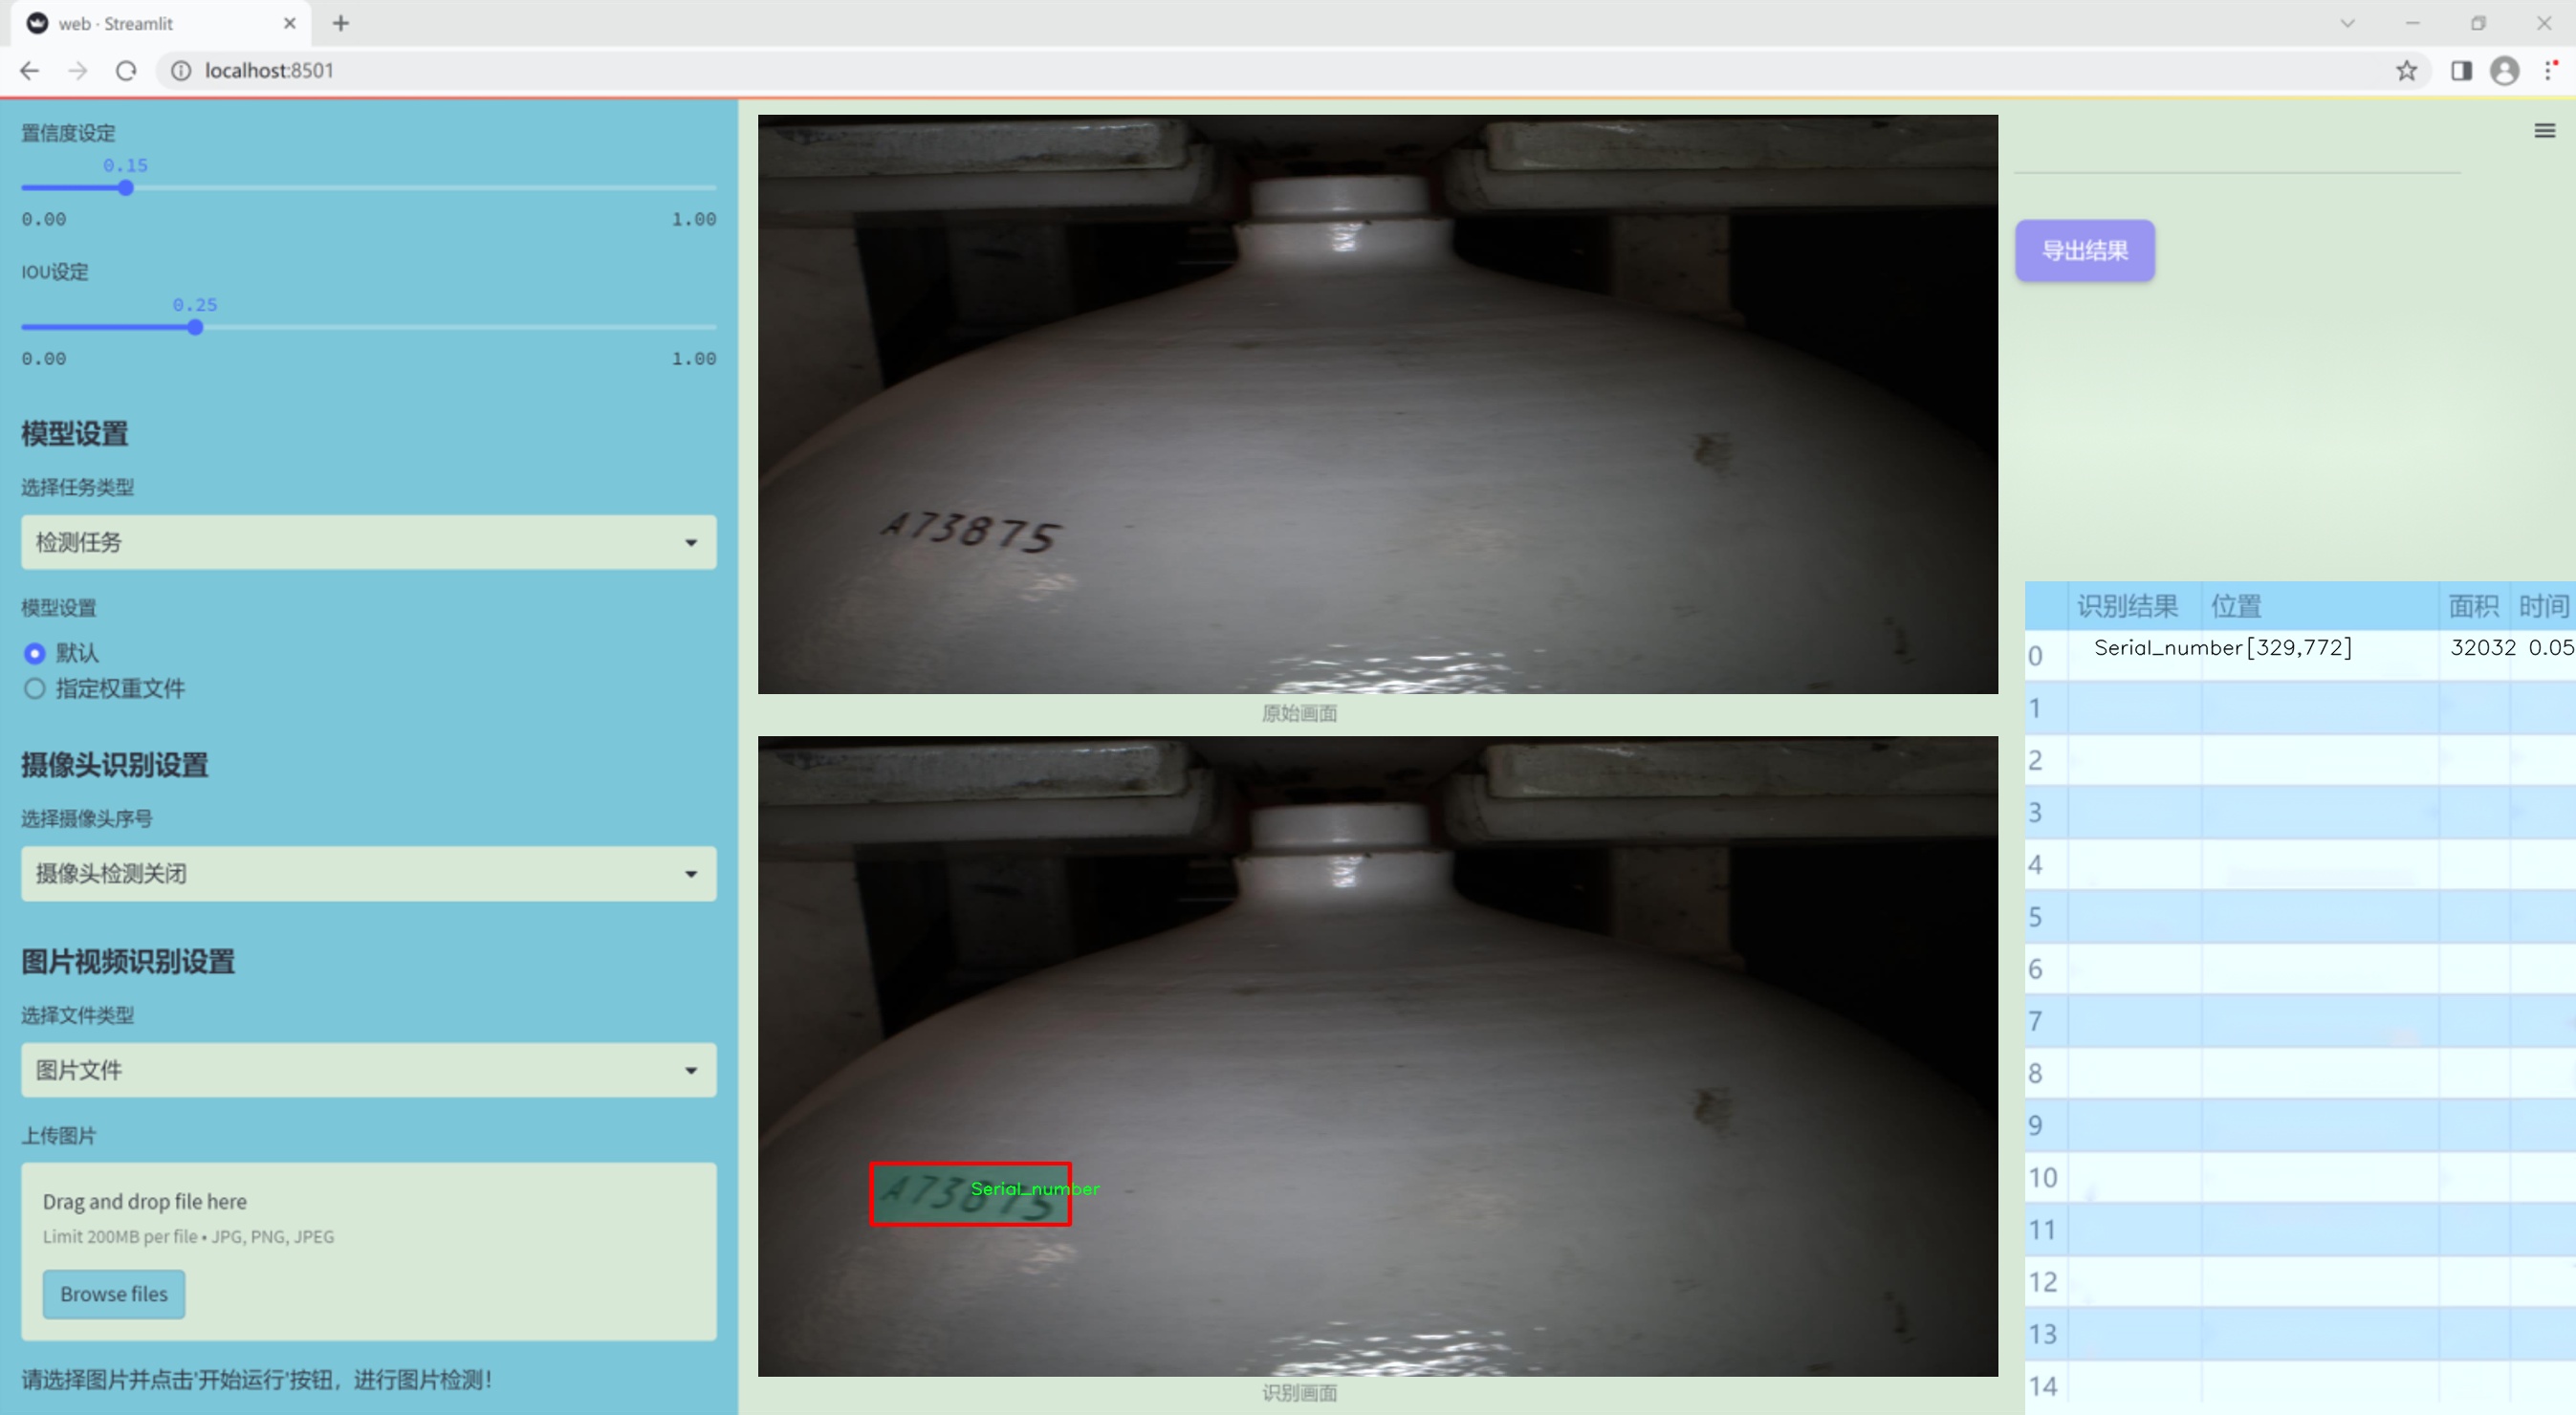 web · Streamlit
localhost:8501
置信度设定
0.15
0.00 1.00
IOU设定
0.25
0.00 1.00
模型设置
选择任务类型
检测任务
模型设置
默认
指定权重文件
摄像头识别设置
选择摄像头序号
摄像头检测关闭
图片视频识别设置
选择文件类型
图片文件
上传图片
Drag and drop file here
Limit 200MB per file • JPG, PNG, JPEG
Browse files
请选择图片并点击'开始运行'按钮，进行图片检测！
A73875
原始画面
A73875
Serial_number
识别画面
导出结果
识别结果 位置 面积 时间
0 Serial_number[329,772] 32032 0.05
1
2
3
4
5
6
7
8
9
10
11
12
13
14